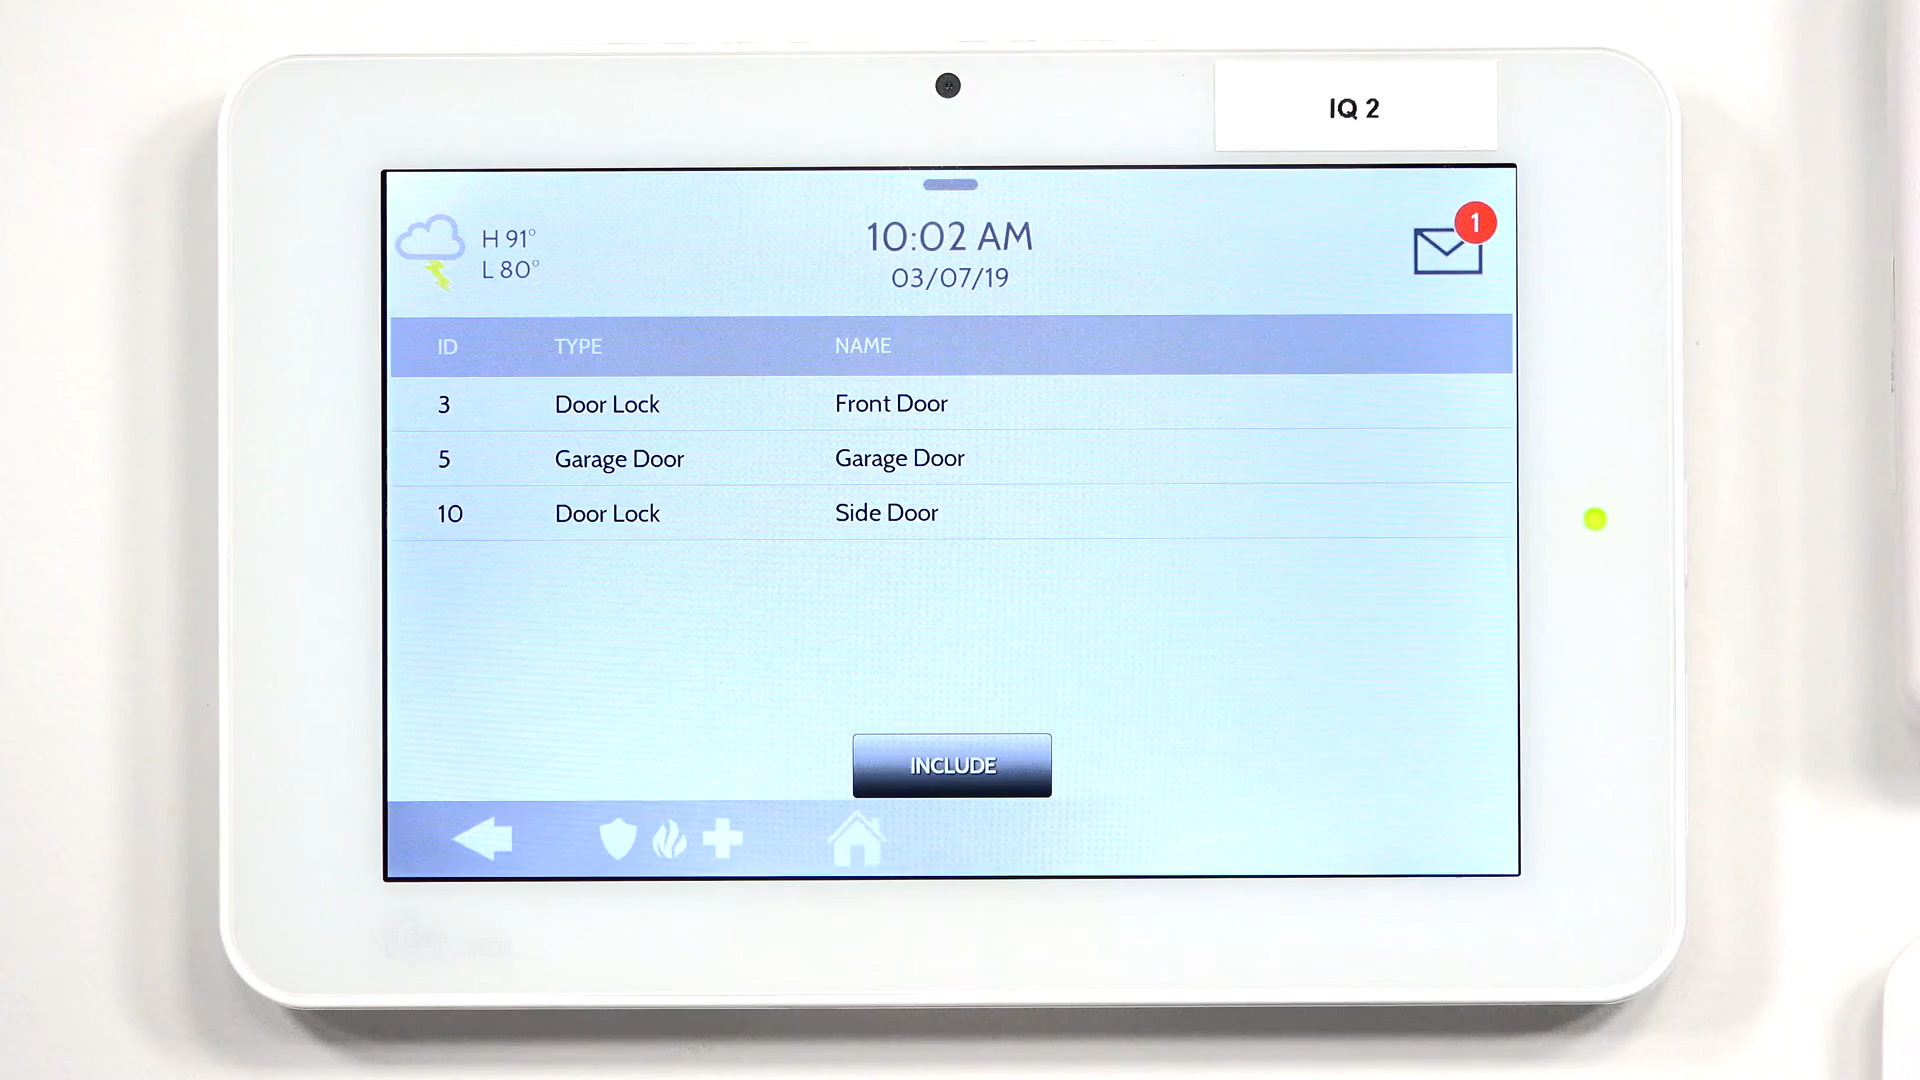 IQ 2
H 91°
L 80°
10:02 AM
03/07/19
1
ID TYPE NAME
3 Door Lock Front Door
5 Garage Door Garage Door
10 Door Lock Side Door
INCLUDE